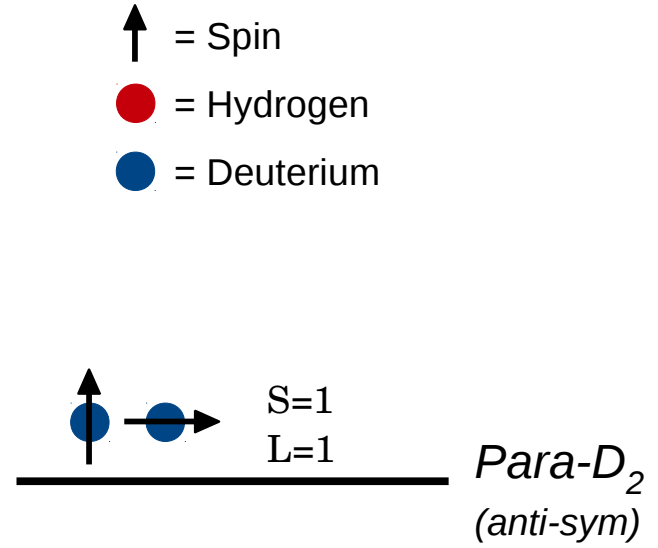 = Spin
= Hydrogen
= Deuterium
S=1
L=1
Para-D₂
(anti-sym)